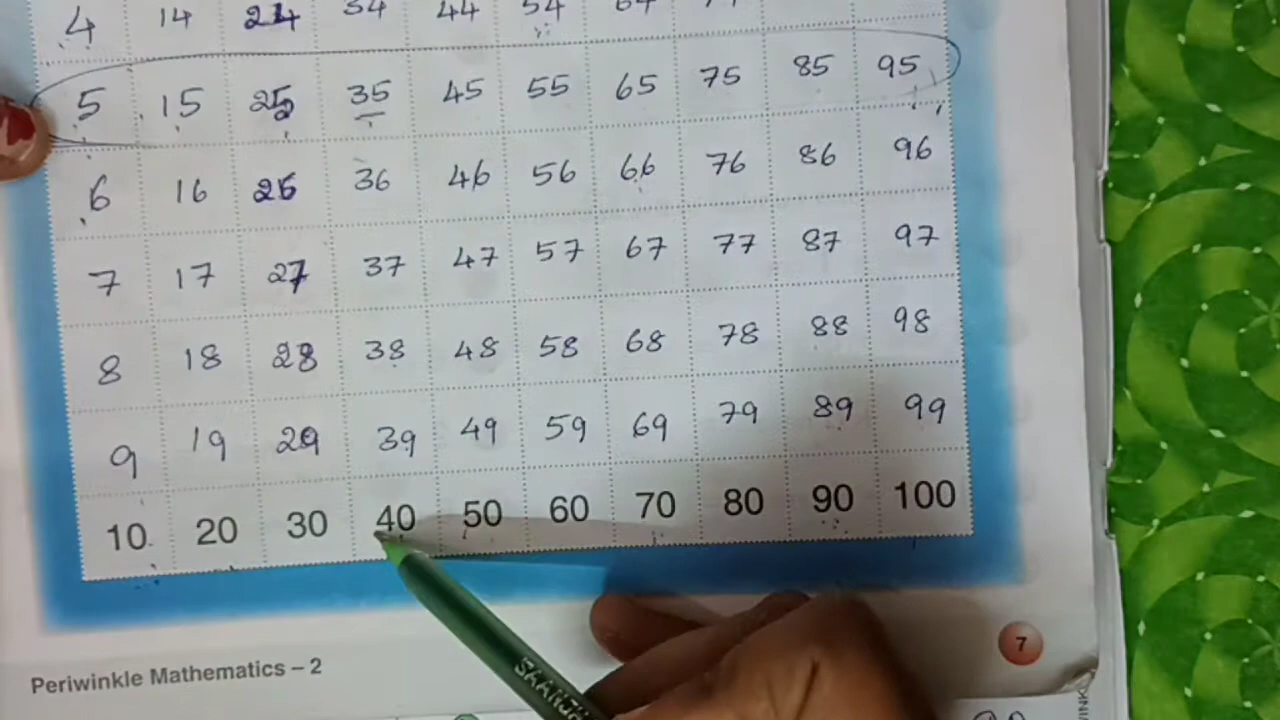 4 14 24 34 44 54 64
5 15 25 35 45 55 65 75 85 95
6 16 26 36 46 56 66 76 86 96
7 17 27 37 47 57 67 77 87 97
8 18 28 38 48 58 68 78 88 98
9 19 29 39 49 59 69 79 89 99
10 20 30 40 50 60 70 80 90 100
7
Periwinkle Mathematics – 2